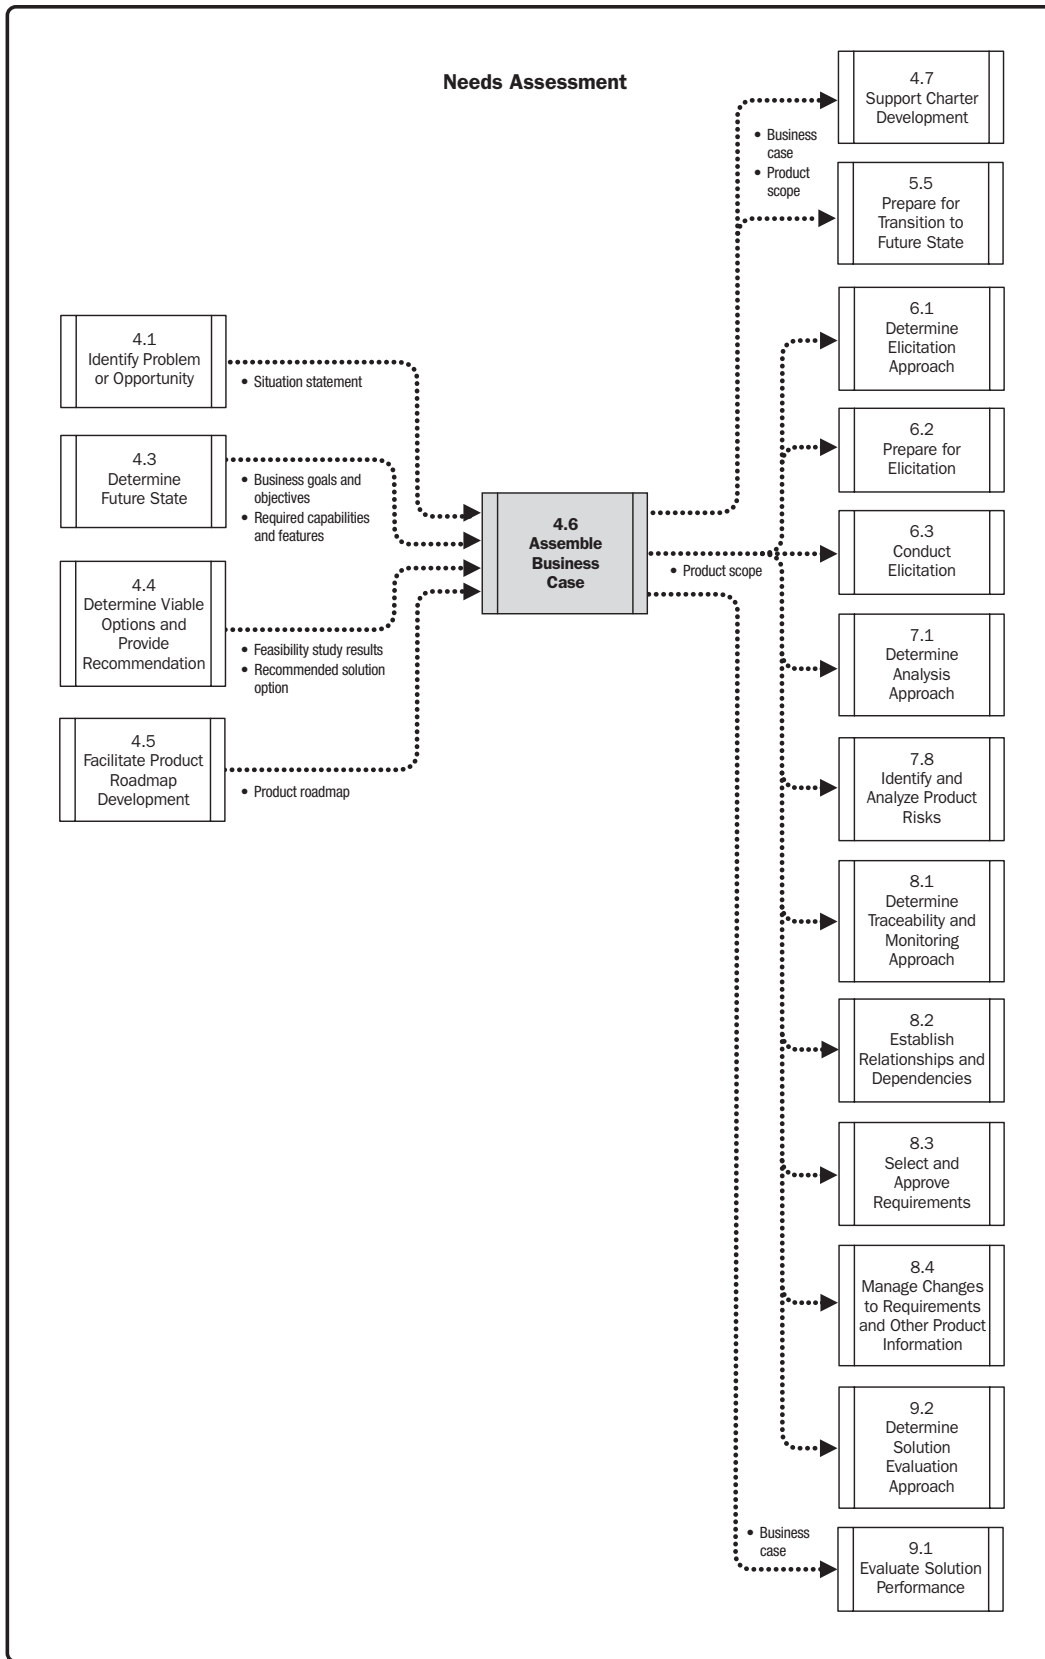 Needs Assessment
4.1
Identify Problem
or Opportunity
• Situation statement
4.3
Determine
Future State
• Business goals and
objectives
• Required capabilities
and features
4.4
Determine Viable
Options and
Provide
Recommendation
• Feasibility study results
• Recommended solution
option
4.5
Facilitate Product
Roadmap
Development
• Product roadmap
4.6
Assemble
Business
Case
• Business
case
• Product
scope
• Product scope
• Business
case
4.7
Support Charter
Development
5.5
Prepare for
Transition to
Future State
6.1
Determine
Elicitation
Approach
6.2
Prepare for
Elicitation
6.3
Conduct
Elicitation
7.1
Determine
Analysis
Approach
7.8
Identify and
Analyze Product
Risks
8.1
Determine
Traceability and
Monitoring
Approach
8.2
Establish
Relationships and
Dependencies
8.3
Select and
Approve
Requirements
8.4
Manage Changes
to Requirements
and Other Product
Information
9.2
Determine
Solution
Evaluation
Approach
9.1
Evaluate Solution
Performance